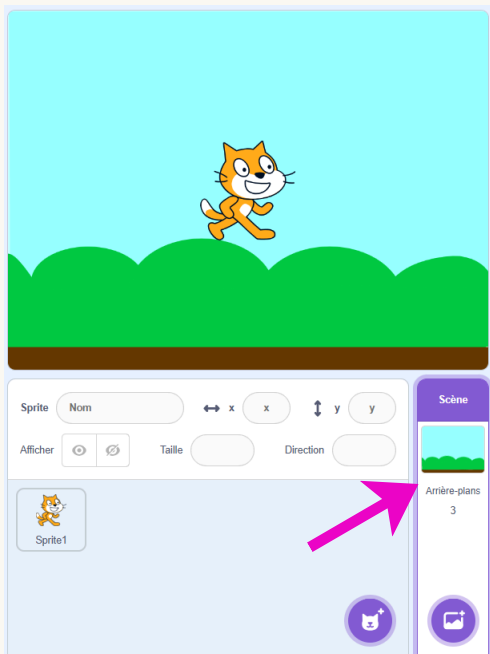 Sprite Nom x x y y Scène
Afficher Taille Direction
Arrière-plans
3
Sprite1